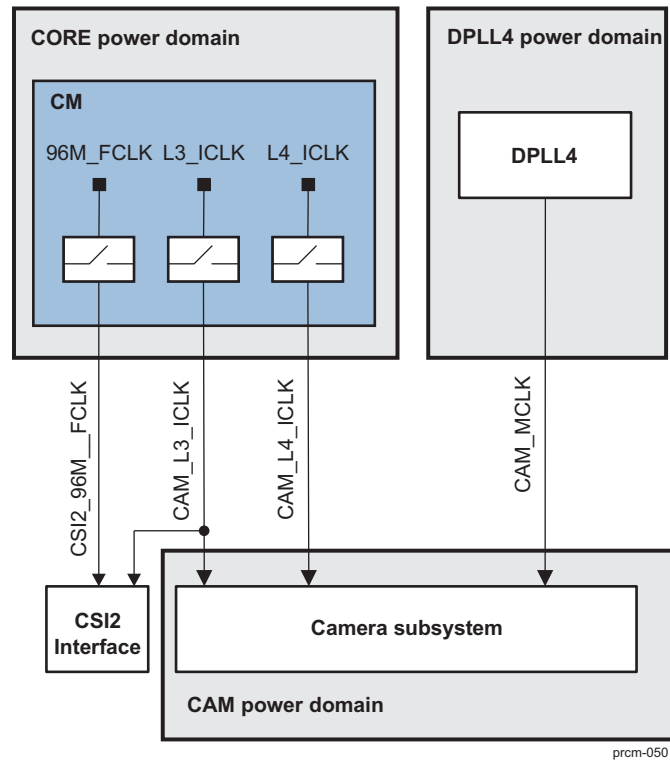 CORE power domain
DPLL4 power domain
CM
96M_FCLK
L3_ICLK
L4_ICLK
DPLL4
CSI2_96M__FCLK
CAM_L3_ICLK
CAM_L4_ICLK
CAM_MCLK
CSI2
Interface
Camera subsystem
CAM power domain
prcm-050